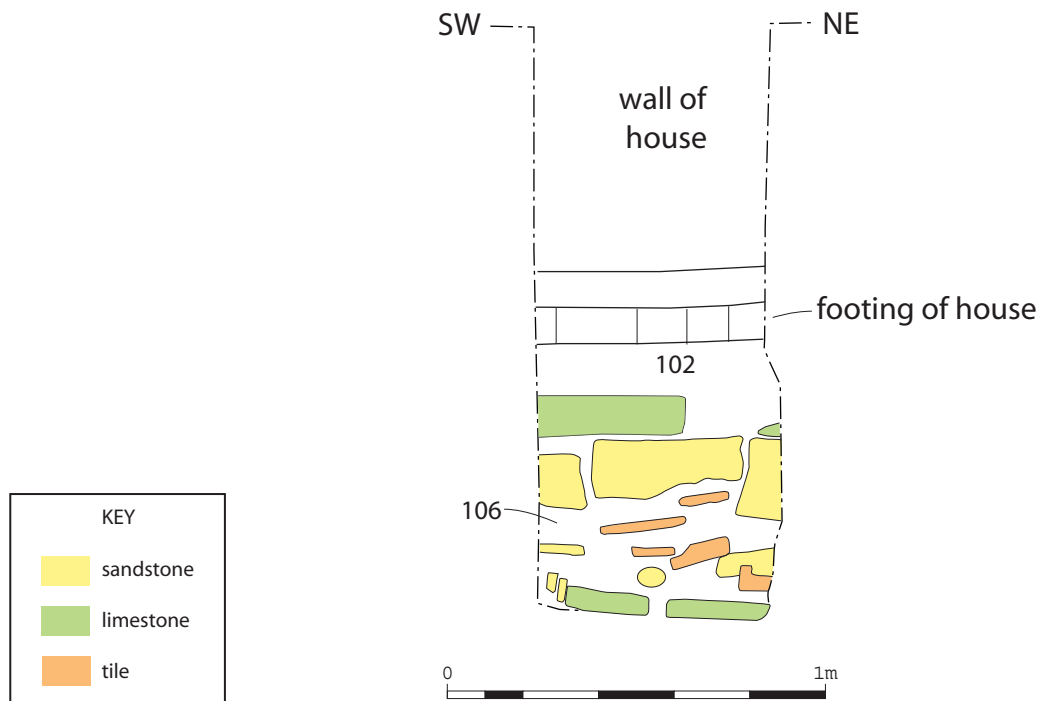 SW
NE
wall of
house
footing of house
102
106
KEY
sandstone
limestone
tile
0
1m